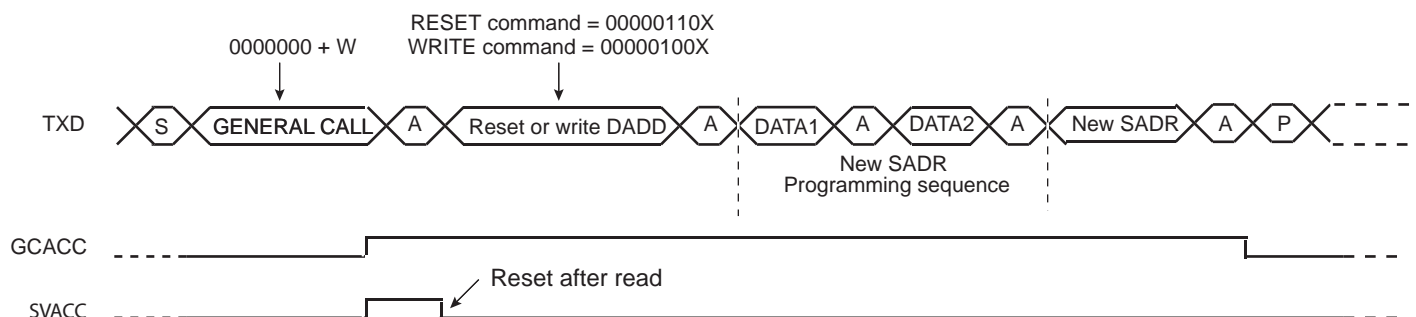 RESET command = 00000110X
0000000 + W
WRITE command = 00000100X
TXD
S
GENERAL CALL
A
Reset or write DADD
A
DATA1
A
DATA2
A
New SADR
A
P
New SADR
Programming sequence
GCACC
Reset after read
SVACC